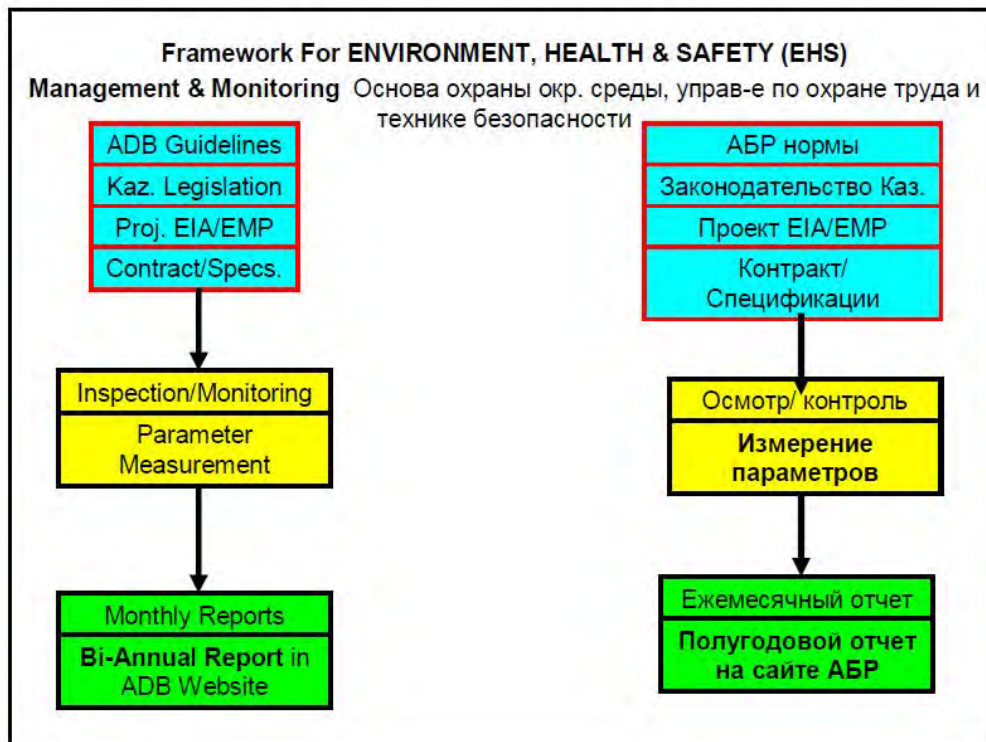 Framework For ENVIRONMENT, HEALTH & SAFETY (EHS)
Management & Monitoring Основа охраны окр. среды, управ-е по охране труда и
технике безопасности
ADB Guidelines
Kaz. Legislation
Proj. EIA/EMP
Contract/Specs.
Inspection/Monitoring
Parameter
Measurement
Monthly Reports
Bi-Annual Report in
ADB Website
АБР нормы
Законодательство Каз.
Проект EIA/EMP
Контракт/
Спецификации
Осмотр/ контроль
Измерение
параметров
Ежемесячный отчет
Полугодовой отчет
на сайте АБР